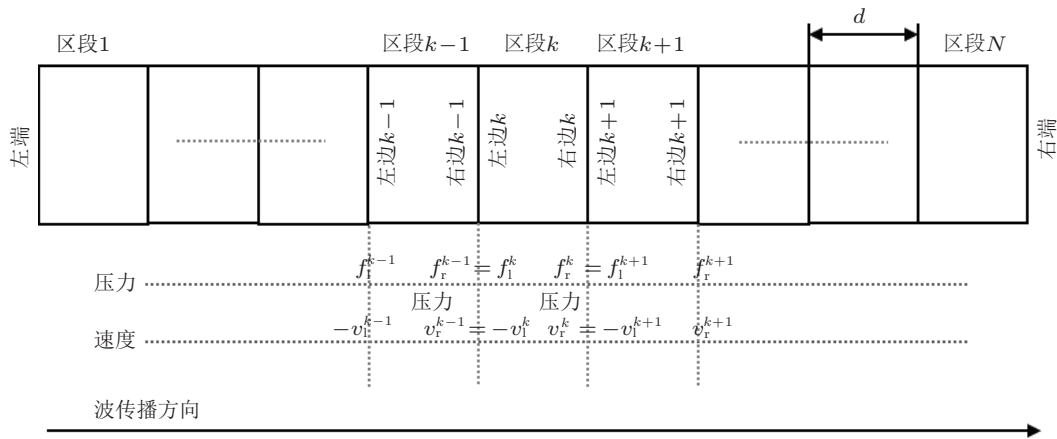 d
区段1 区段k−1 区段k 区段k+1 区段N
左端 左边k−1 右边k−1 左边k 右边k 左边k+1 右边k+1 右端
压力 f_l^{k−1} f_r^{k−1} = f_l^k f_r^k = f_l^{k+1} f_r^{k+1}
压力 压力
速度 −v_l^{k−1} v_r^{k−1} = −v_l^k v_r^k = −v_l^{k+1} v_r^{k+1}
波传播方向